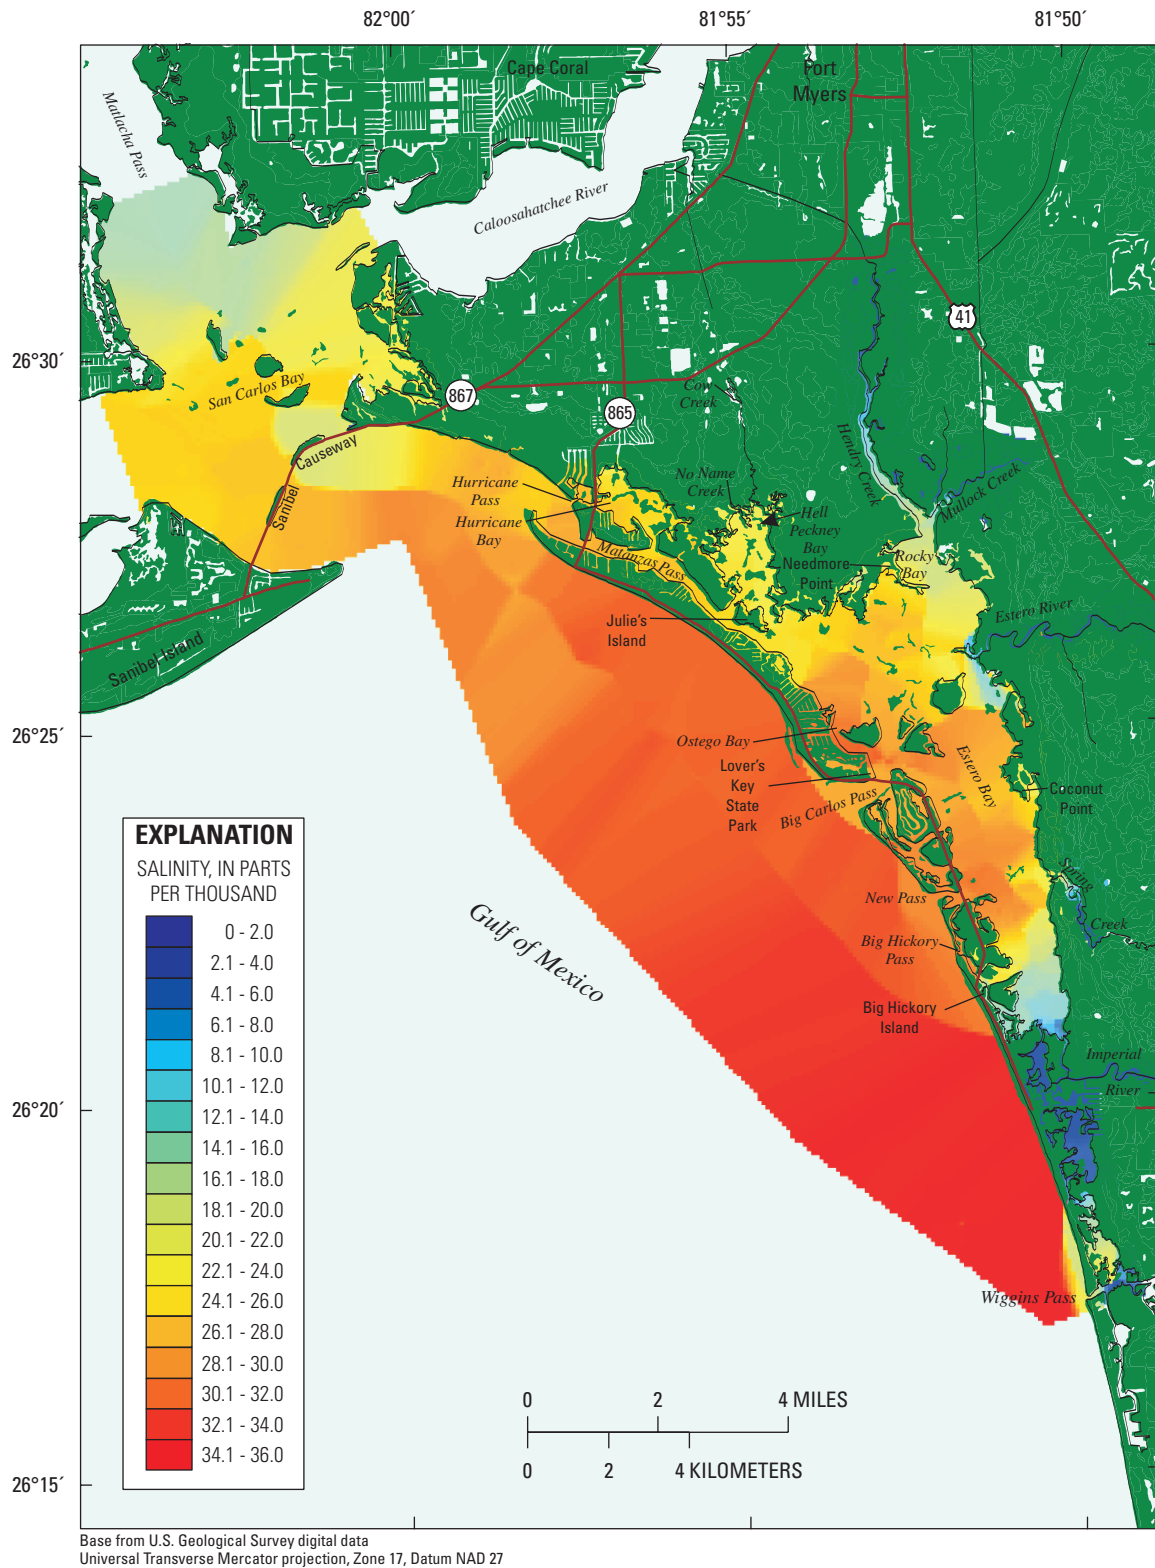 82°00´
81°55´
81°50´
Cape Coral
Fort
Myers
Matlacha Pass
Caloosahatchee River
41
26°30´
San Carlos Bay
867
865
Cow
Creek
Hendry Creek
Causeway
Sanibel
No Name
Creek
Mullock Creek
Hurricane
Pass
Hurricane
Bay
Hell
Peckney
Bay
Matanzas Pass
Needmore
Point
Rocky
Bay
Estero River
Julie's
Island
Sanibel Island
26°25´
Ostego Bay
Lover's
Key
State
Park
Estero Bay
Coconut
Point
Big Carlos Pass
Spring
Creek
New Pass
Gulf of Mexico
Big Hickory
Pass
Big Hickory
Island
Imperial
River
26°20´
Wiggins Pass
EXPLANATION
SALINITY, IN PARTS
PER THOUSAND
0 - 2.0
2.1 - 4.0
4.1 - 6.0
6.1 - 8.0
8.1 - 10.0
10.1 - 12.0
12.1 - 14.0
14.1 - 16.0
16.1 - 18.0
18.1 - 20.0
20.1 - 22.0
22.1 - 24.0
24.1 - 26.0
26.1 - 28.0
28.1 - 30.0
30.1 - 32.0
32.1 - 34.0
34.1 - 36.0
0 2 4 MILES
0 2 4 KILOMETERS
26°15´
Base from U.S. Geological Survey digital data
Universal Transverse Mercator projection, Zone 17, Datum NAD 27